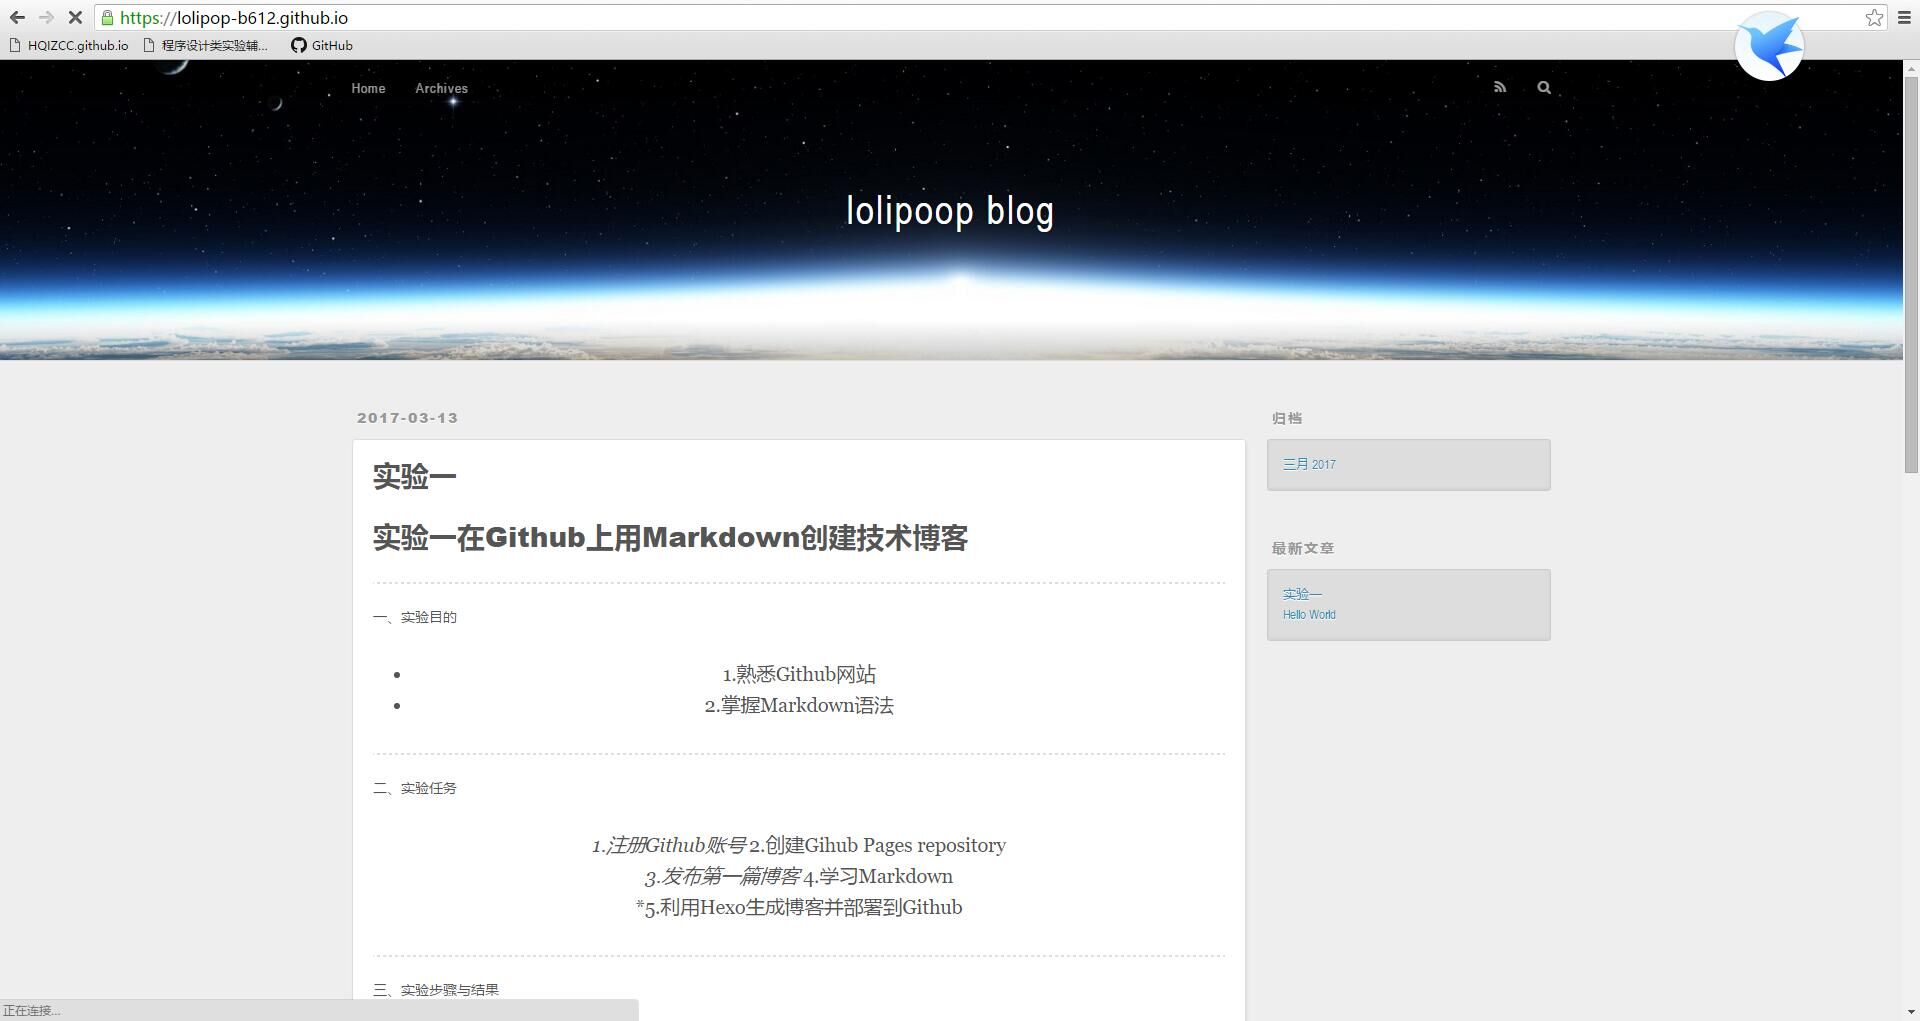 https://lolipop-b612.github.io
HQIZCC.github.io 程序设计类实验辅... GitHub
Home Archives
lolipoop blog
2017-03-13
实验一
实验一在Github上用Markdown创建技术博客
一、实验目的
1.熟悉Github网站
2.掌握Markdown语法
二、实验任务
1.注册Github账号 2.创建Gihub Pages repository
3.发布第一篇博客 4.学习Markdown
*5.利用Hexo生成博客并部署到Github
三、实验步骤与结果
归档
三月 2017
最新文章
实验一
Hello World
正在连接...